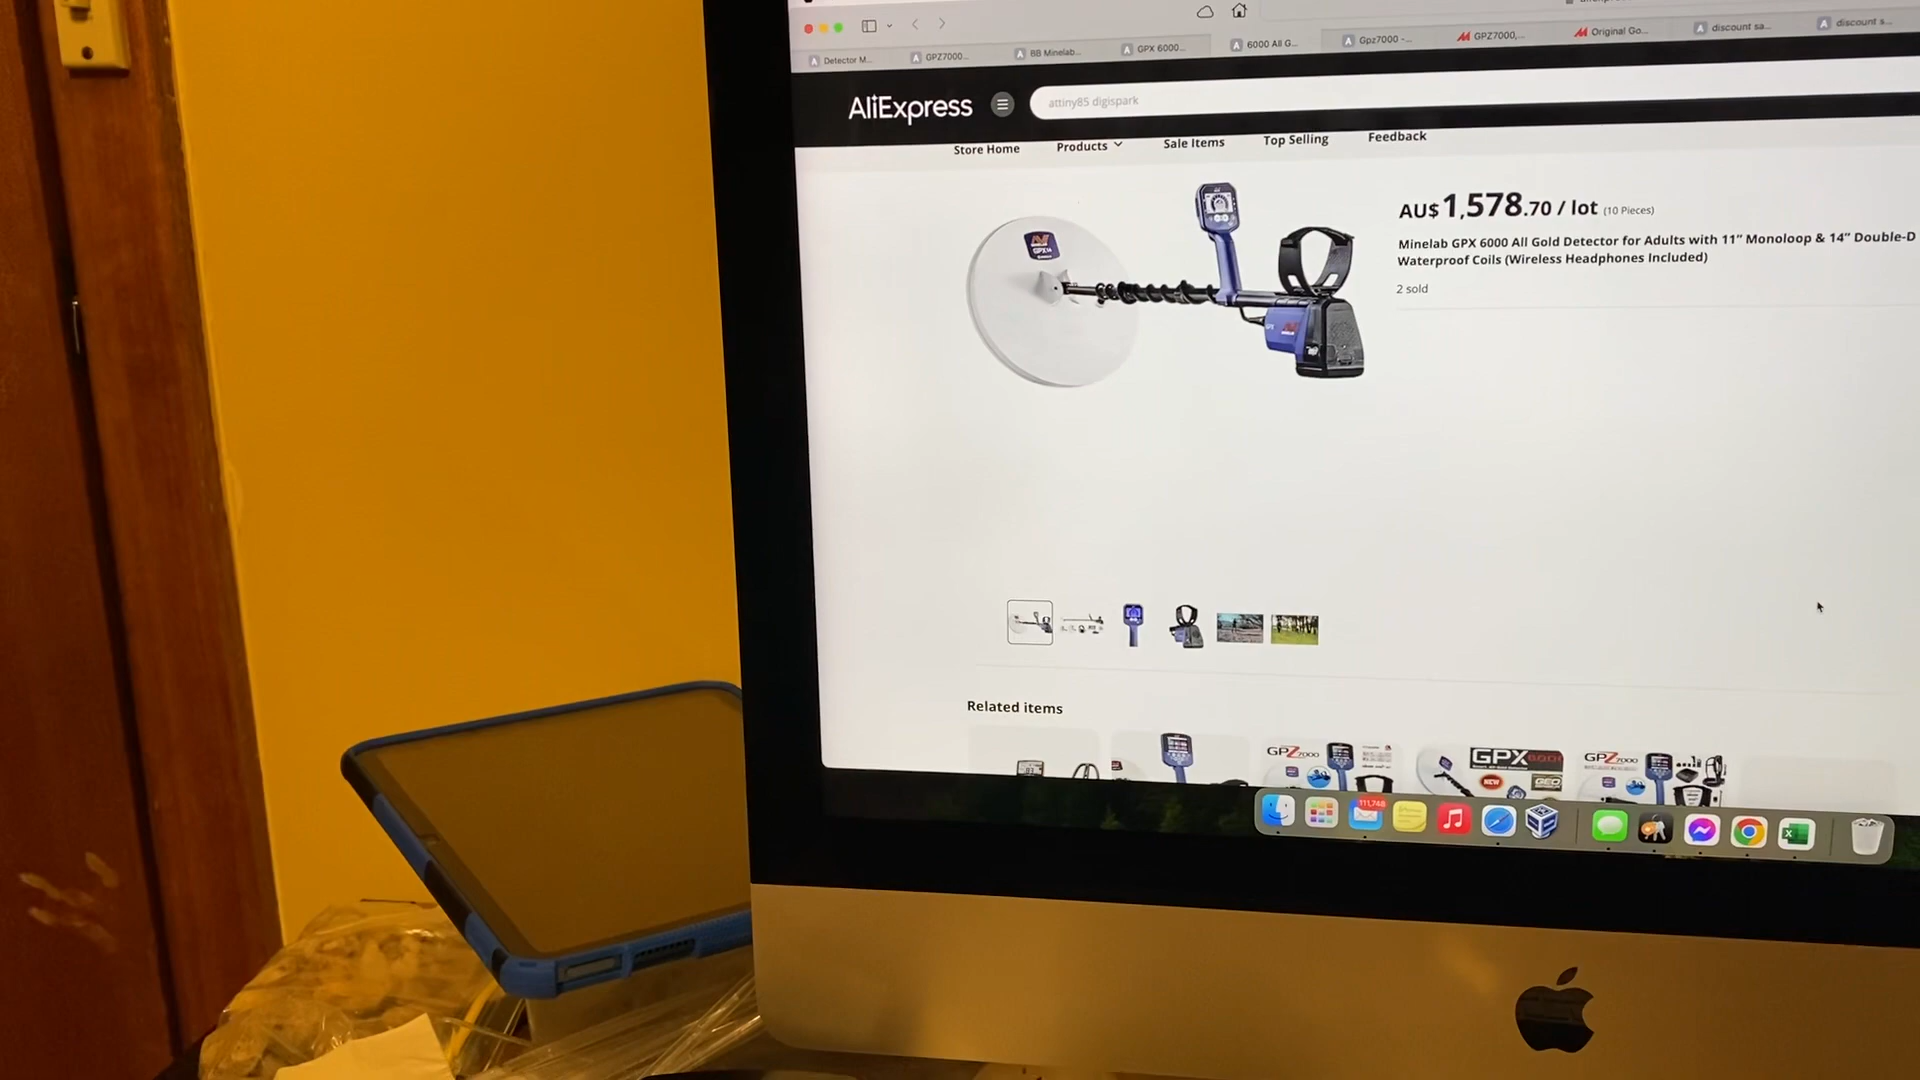 Detector M...
GPZ7000...
BB Minelab...
GPX 6000...
6000 All G...
Gpz7000 -...
GPZ7000,...
Original Go...
discount sa...
discount s...
AliExpress
attiny85 digispark
Store Home
Products
Sale Items
Top Selling
Feedback
AU$1,578.70 / lot (10 Pieces)
Minelab GPX 6000 All Gold Detector for Adults with 11” Monoloop & 14” Double-D
Waterproof Coils (Wireless Headphones Included)
2 sold
Related items
GPZ7000
GPX6000
NEW
GPZ7000
111,748